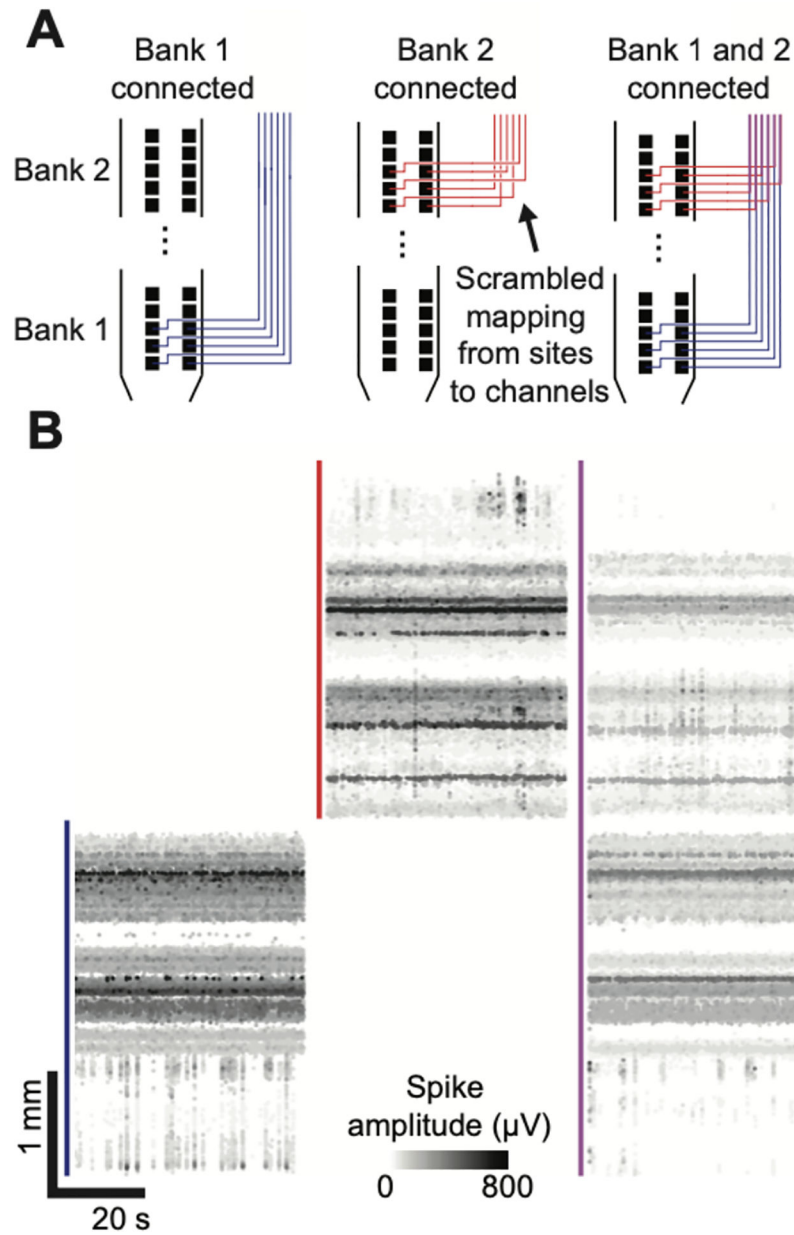 A
Bank 1
connected
Bank 2
connected
Bank 1 and 2
connected
Bank 2
Bank 1
Scrambled
mapping
from sites
to channels
B
1 mm
20 s
Spike
amplitude (µV)
0
800